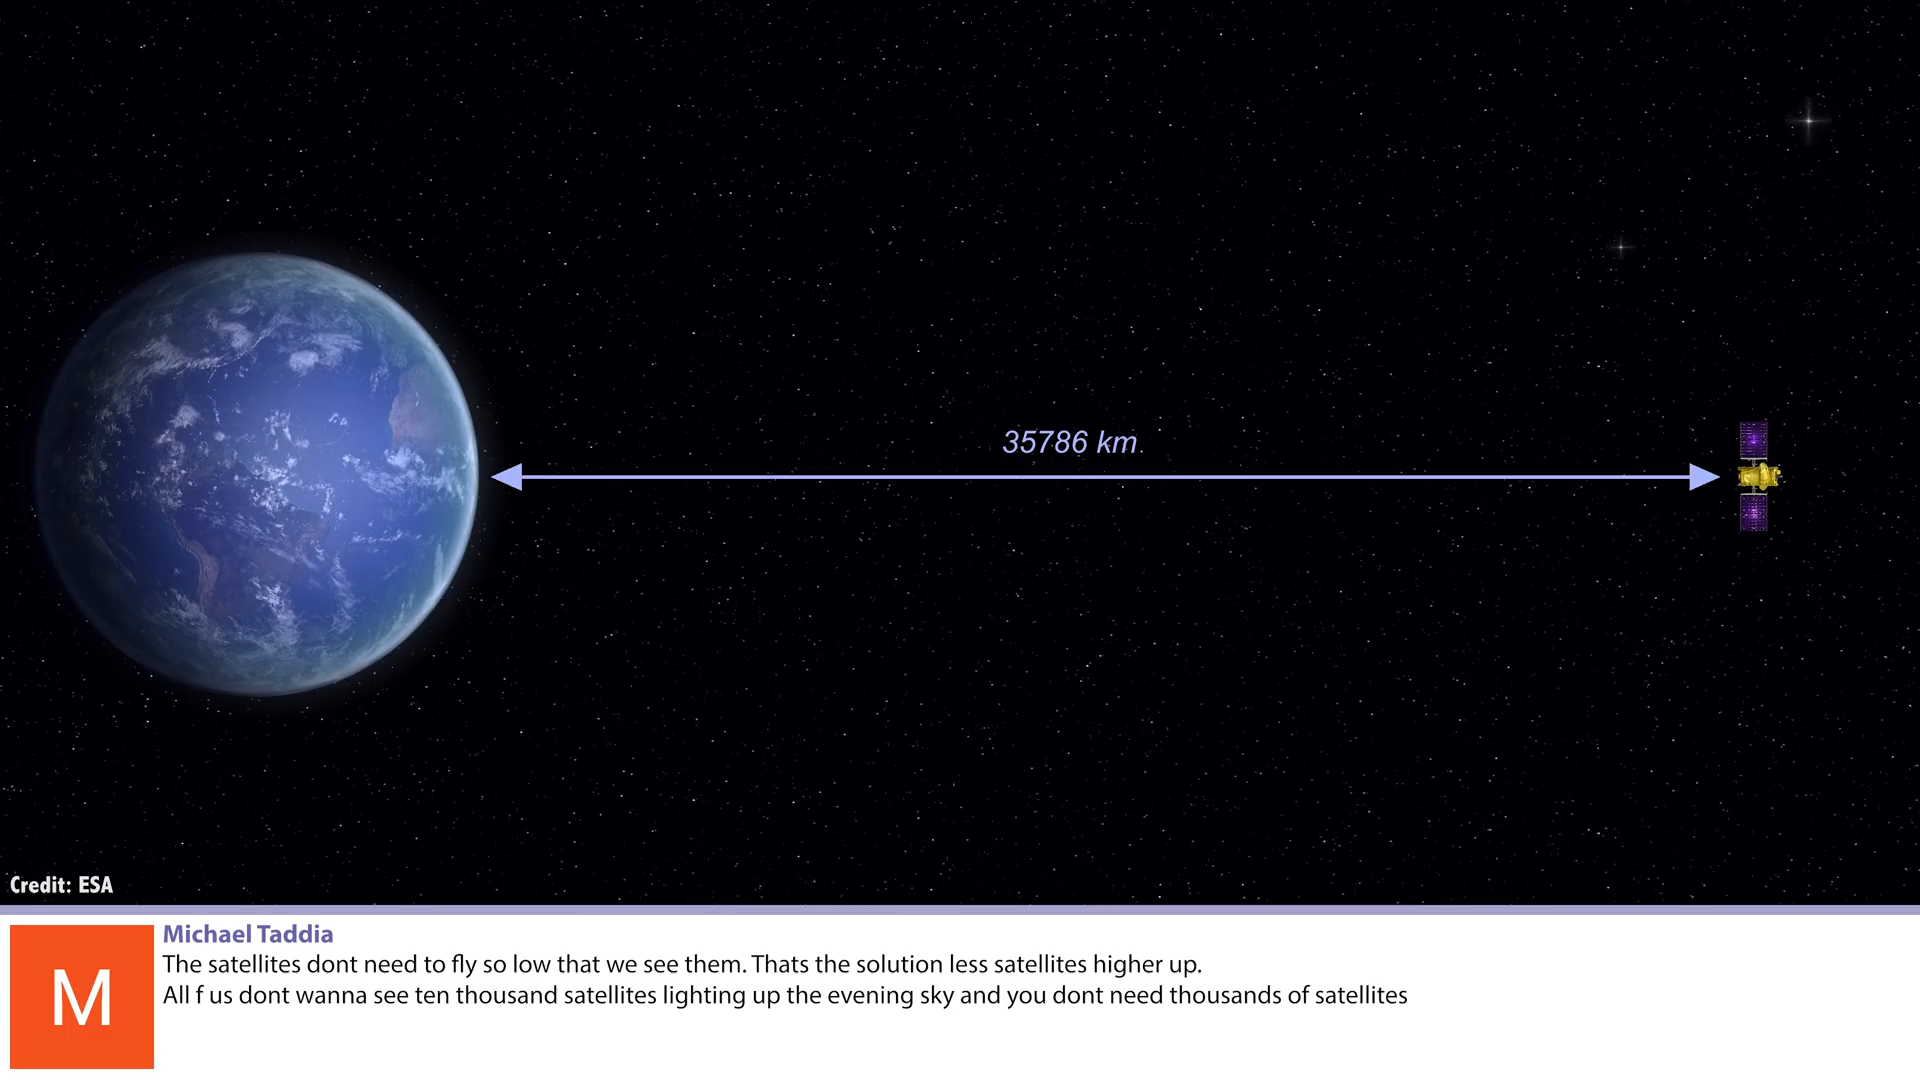 35786 km
Credit: ESA
M
Michael Taddia
The satellites dont need to fly so low that we see them. Thats the solution less satellites higher up.
All f us dont wanna see ten thousand satellites lighting up the evening sky and you dont need thousands of satellites